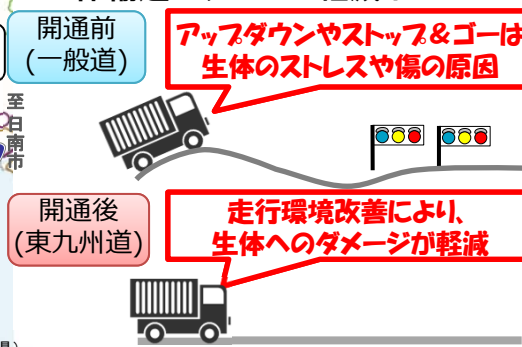 開通前
(一般道)
アップダウンやストップ&ゴーは
生体のストレスや傷の原因
至
日
南
市
開通後
(東九州道)
走行環境改善により、
生体へのダメージが軽減